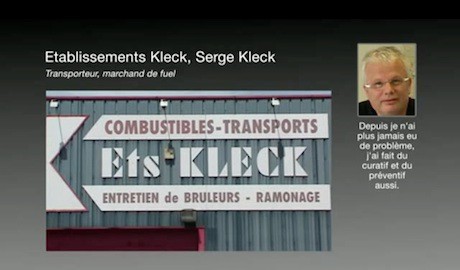 Etablissements Kleck, Serge Kleck
Transporteur, marchand de fuel
COMBUSTIBLES-TRANSPORTS
Ets KLECK
ENTRETIEN de BRULEURS - RAMONAGE
Depuis je n'ai
plus jamais eu
de problème,
j'ai fait du
curatif et du
préventif
aussi.